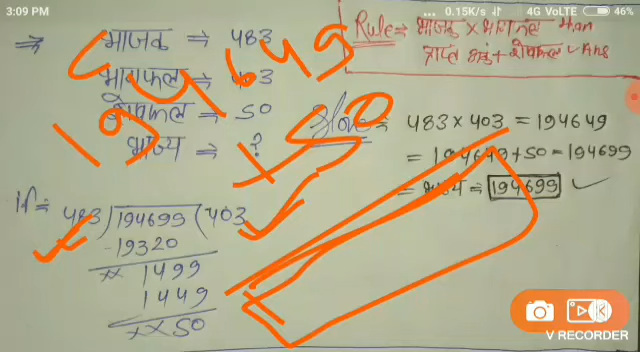 3:09 PM ... 0.15K/s 4G VoLTE 46%
Rule⇒ भाजक × भागफल
प्राप्त + शेषफल Ans
⇒ भाजक ⇒ 483
भागफल ⇒ 403
शेषफल ⇒ 50
भाज्य ⇒ ?
194649
+50
483 × 403 = 194649
= 194649+50=194699
= भाज्य = 194699
483 ) 194699 ( 403
-19320
×× 1499
1449
×× 50
V RECORDER